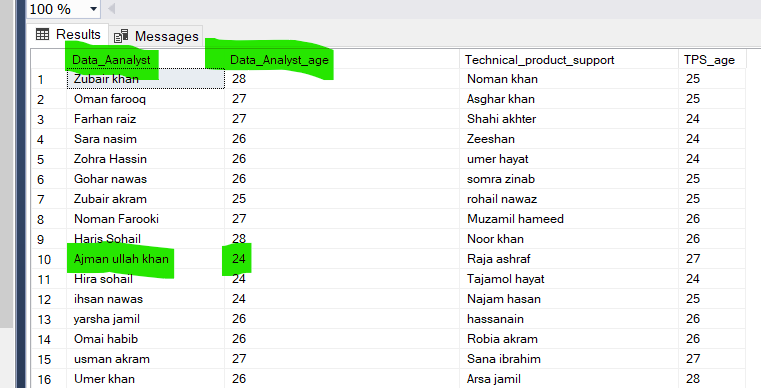 100 %
Results Messages
Data_Aanalyst Data_Analyst_age Technical_product_support TPS_age
1 Zubair khan 28 Noman khan 25
2 Oman farooq 27 Asghar khan 25
3 Farhan raiz 27 Shahi akhter 24
4 Sara nasim 26 Zeeshan 24
5 Zohra Hassin 26 umer hayat 24
6 Gohar nawas 26 somra zinab 25
7 Zubair akram 25 rohail nawaz 25
8 Noman Farooki 27 Muzamil hameed 26
9 Haris Sohail 28 Noor khan 26
10 Ajman ullah khan 24 Raja ashraf 27
11 Hira sohail 24 Tajamol hayat 24
12 ihsan nawas 24 Najam hasan 25
13 yarsha jamil 26 hassanain 26
14 Omai habib 26 Robia akram 26
15 usman akram 27 Sana ibrahim 27
16 Umer khan 26 Arsa jamil 28